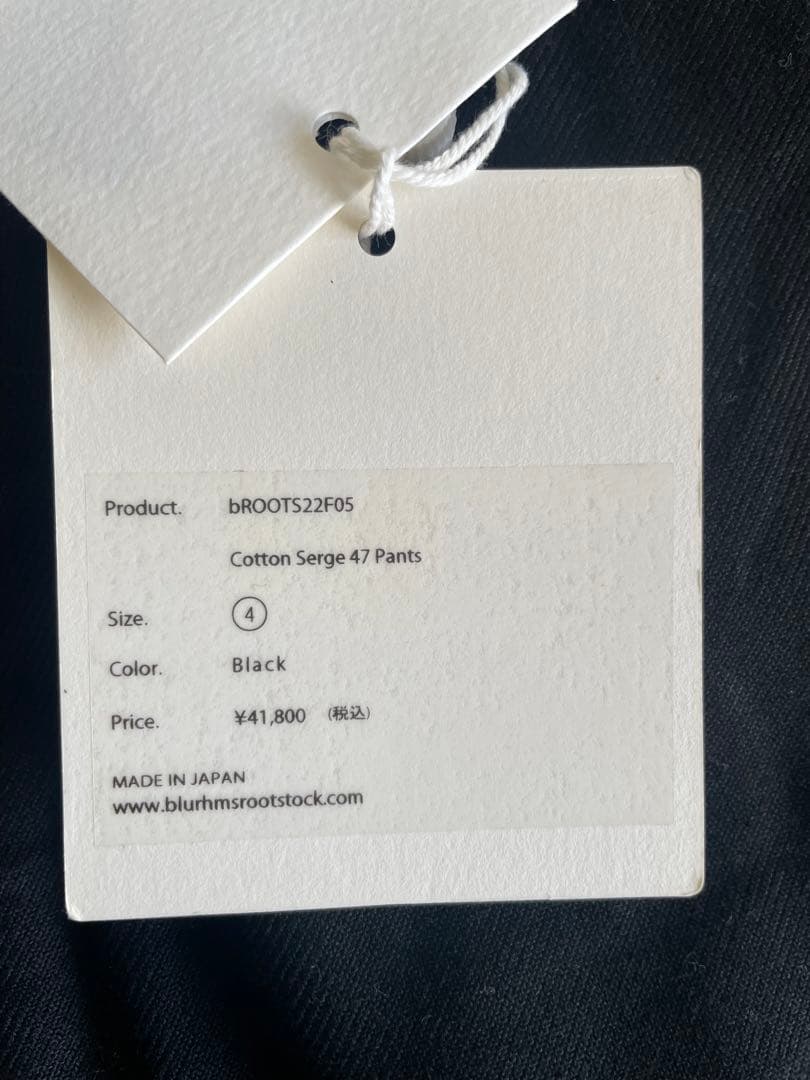 Product. bROOTS22F05
Cotton Serge 47 Pants
Size. ④
Color. Black
Price. ¥41,800 (税込)
MADE IN JAPAN
www.blurhmsrootstock.com